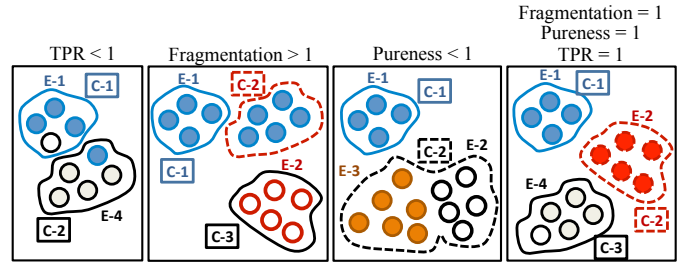 Fragmentation = 1
Pureness = 1
TPR < 1
Fragmentation > 1
Pureness < 1
TPR = 1
E-1
C-1
C-2
E-4
E-1
C-2
C-1
E-2
C-3
E-1
C-1
C-2
E-2
E-3
E-1
C-1
E-2
E-4
C-2
C-3